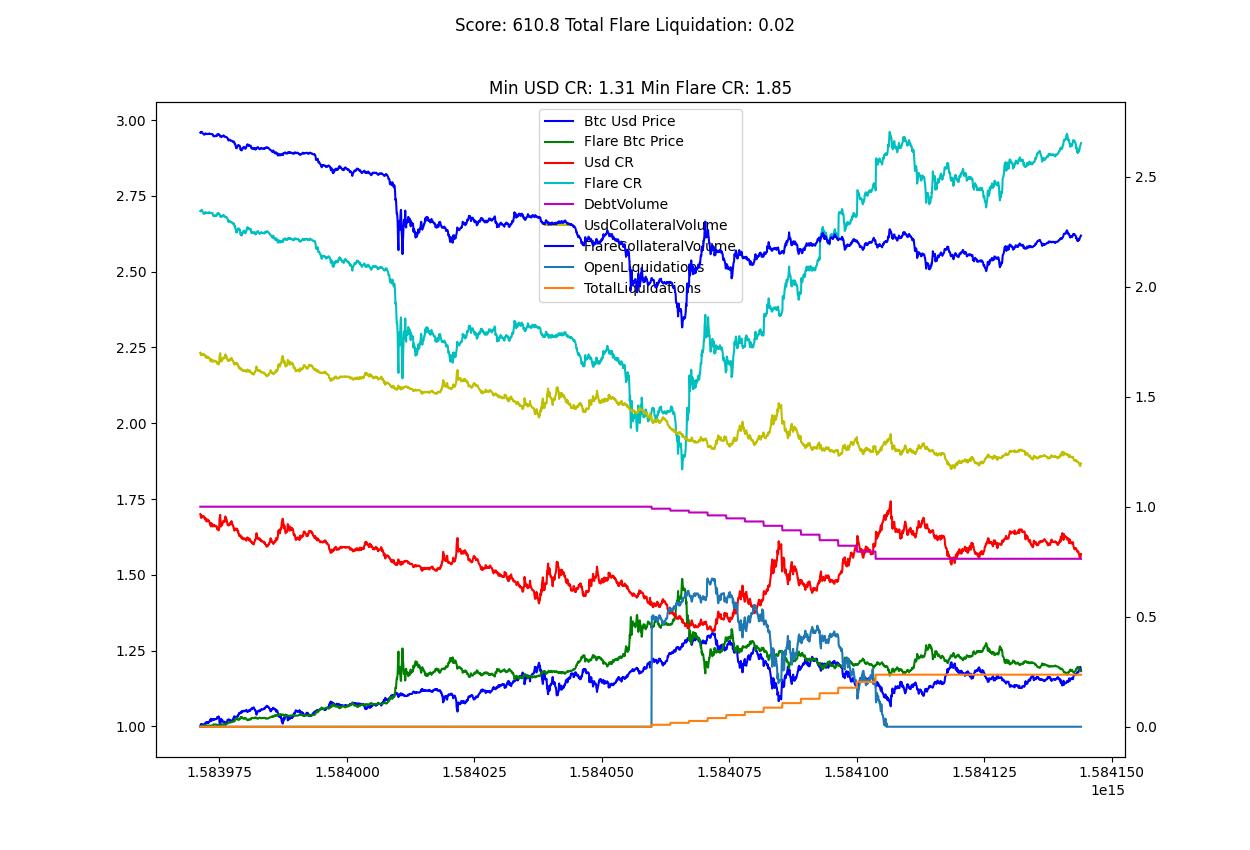 Score: 610.8 Total Flare Liquidation: 0.02
Min USD CR: 1.31 Min Flare CR: 1.85
3.00
2.75
2.50
2.25
2.00
1.75
1.50
1.25
1.00
Btc Usd Price
Flare Btc Price
Usd CR
Flare CR
DebtVolume
UsdCollateralVolume
FlareCollateralVolume
OpenLiquidations
TotalLiquidations
2.5
2.0
1.5
1.0
0.5
0.0
1.583975 1.584000 1.584025 1.584050 1.584075 1.584100 1.584125 1.584150
1e15